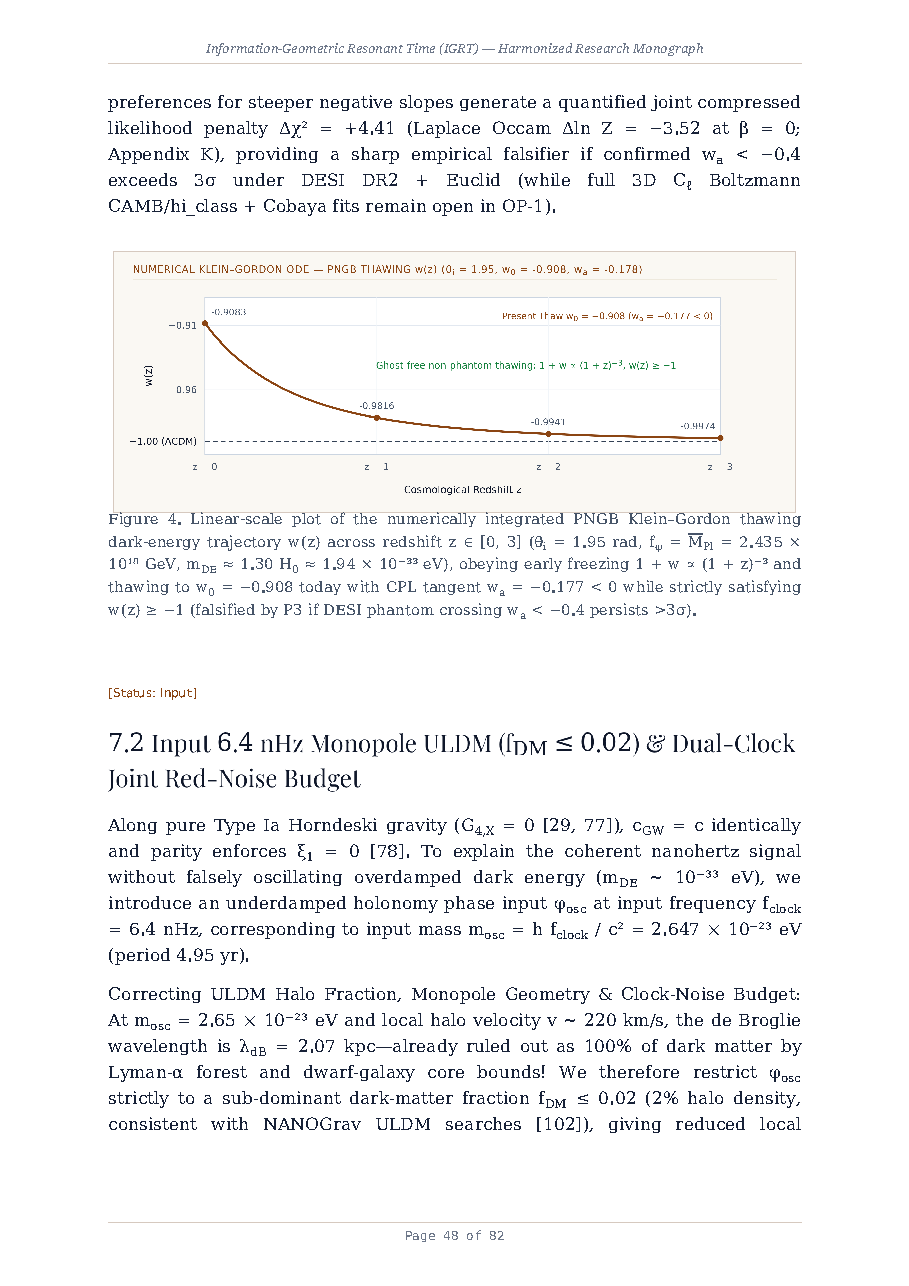 Information-Geometric Resonant Time (IGRT) — Harmonized Research Monograph
preferences for steeper negative slopes generate a quantified joint compressed
likelihood penalty Δχ² = +4.41 (Laplace Occam Δln Z = −3.52 at β = 0;
Appendix K), providing a sharp empirical falsifier if confirmed wₐ < −0.4
exceeds 3σ under DESI DR2 + Euclid (while full 3D C_ℓ Boltzmann
CAMB/hi_class + Cobaya fits remain open in OP-1).
NUMERICAL KLEIN–GORDON ODE — PNGB THAWING w(z) (θᵢ = 1.95, w₀ = -0.908, wₐ = -0.178)
-0.9083
Present Thaw w₀ = −0.908 (wₐ = −0.177 < 0)
−0.91
Ghost free non phantom thawing: 1 + w ∝ (1 + z)⁻³, w(z) ≥ −1
w(z)
0.96
-0.9816
-0.9941
-0.9974
−1.00 (ΛCDM)
z 0 z 1 z 2 z 3
Cosmological Redshift z
Figure 4. Linear-scale plot of the numerically integrated PNGB Klein–Gordon thawing
dark-energy trajectory w(z) across redshift z ∈ [0, 3] (θᵢ = 1.95 rad, f_φ = M̅_Pl = 2.435 ×
10¹⁸ GeV, m_DE ≈ 1.30 H₀ ≈ 1.94 × 10⁻³³ eV), obeying early freezing 1 + w ∝ (1 + z)⁻³ and
thawing to w₀ = −0.908 today with CPL tangent wₐ = −0.177 < 0 while strictly satisfying
w(z) ≥ −1 (falsified by P3 if DESI phantom crossing wₐ < −0.4 persists >3σ).
[Status: Input]
7.2 Input 6.4 nHz Monopole ULDM (f_DM ≤ 0.02) & Dual-Clock
Joint Red-Noise Budget
Along pure Type Ia Horndeski gravity (G₄,X = 0 [29, 77]), c_GW = c identically
and parity enforces ξ₁ = 0 [78]. To explain the coherent nanohertz signal
without falsely oscillating overdamped dark energy (m_DE ~ 10⁻³³ eV), we
introduce an underdamped holonomy phase input φ_osc at input frequency f_clock
= 6.4 nHz, corresponding to input mass m_osc = h f_clock / c² = 2.647 × 10⁻²³ eV
(period 4.95 yr).
Correcting ULDM Halo Fraction, Monopole Geometry & Clock-Noise Budget:
At m_osc = 2.65 × 10⁻²³ eV and local halo velocity v ~ 220 km/s, the de Broglie
wavelength is λ_dB = 2.07 kpc—already ruled out as 100% of dark matter by
Lyman-α forest and dwarf-galaxy core bounds! We therefore restrict φ_osc
strictly to a sub-dominant dark-matter fraction f_DM ≤ 0.02 (2% halo density,
consistent with NANOGrav ULDM searches [102]), giving reduced local
Page 48 of 82